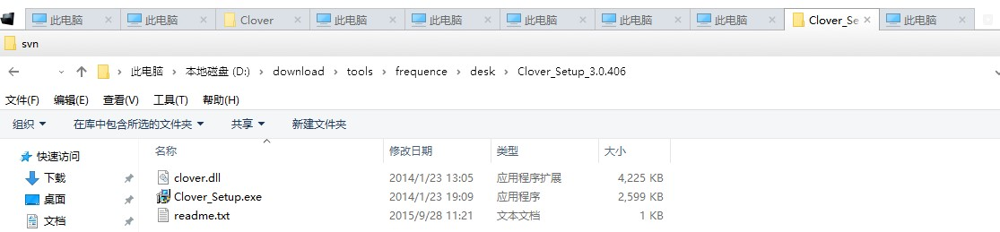 此电脑 此电脑 Clover 此电脑 此电脑 此电脑 此电脑 此电脑 Clover_Se 此电脑
svn
此电脑 本地磁盘 (D:) download tools frequence desk Clover_Setup_3.0.406
文件(F) 编辑(E) 查看(V) 工具(T) 帮助(H)
组织 在库中包含所选的文件夹 共享 新建文件夹
快速访问 名称 修改日期 类型 大小
下载 clover.dll 2014/1/23 13:05 应用程序扩展 4,225 KB
桌面 Clover_Setup.exe 2014/1/23 19:09 应用程序 2,599 KB
文档 readme.txt 2015/9/28 11:21 文本文档 1 KB